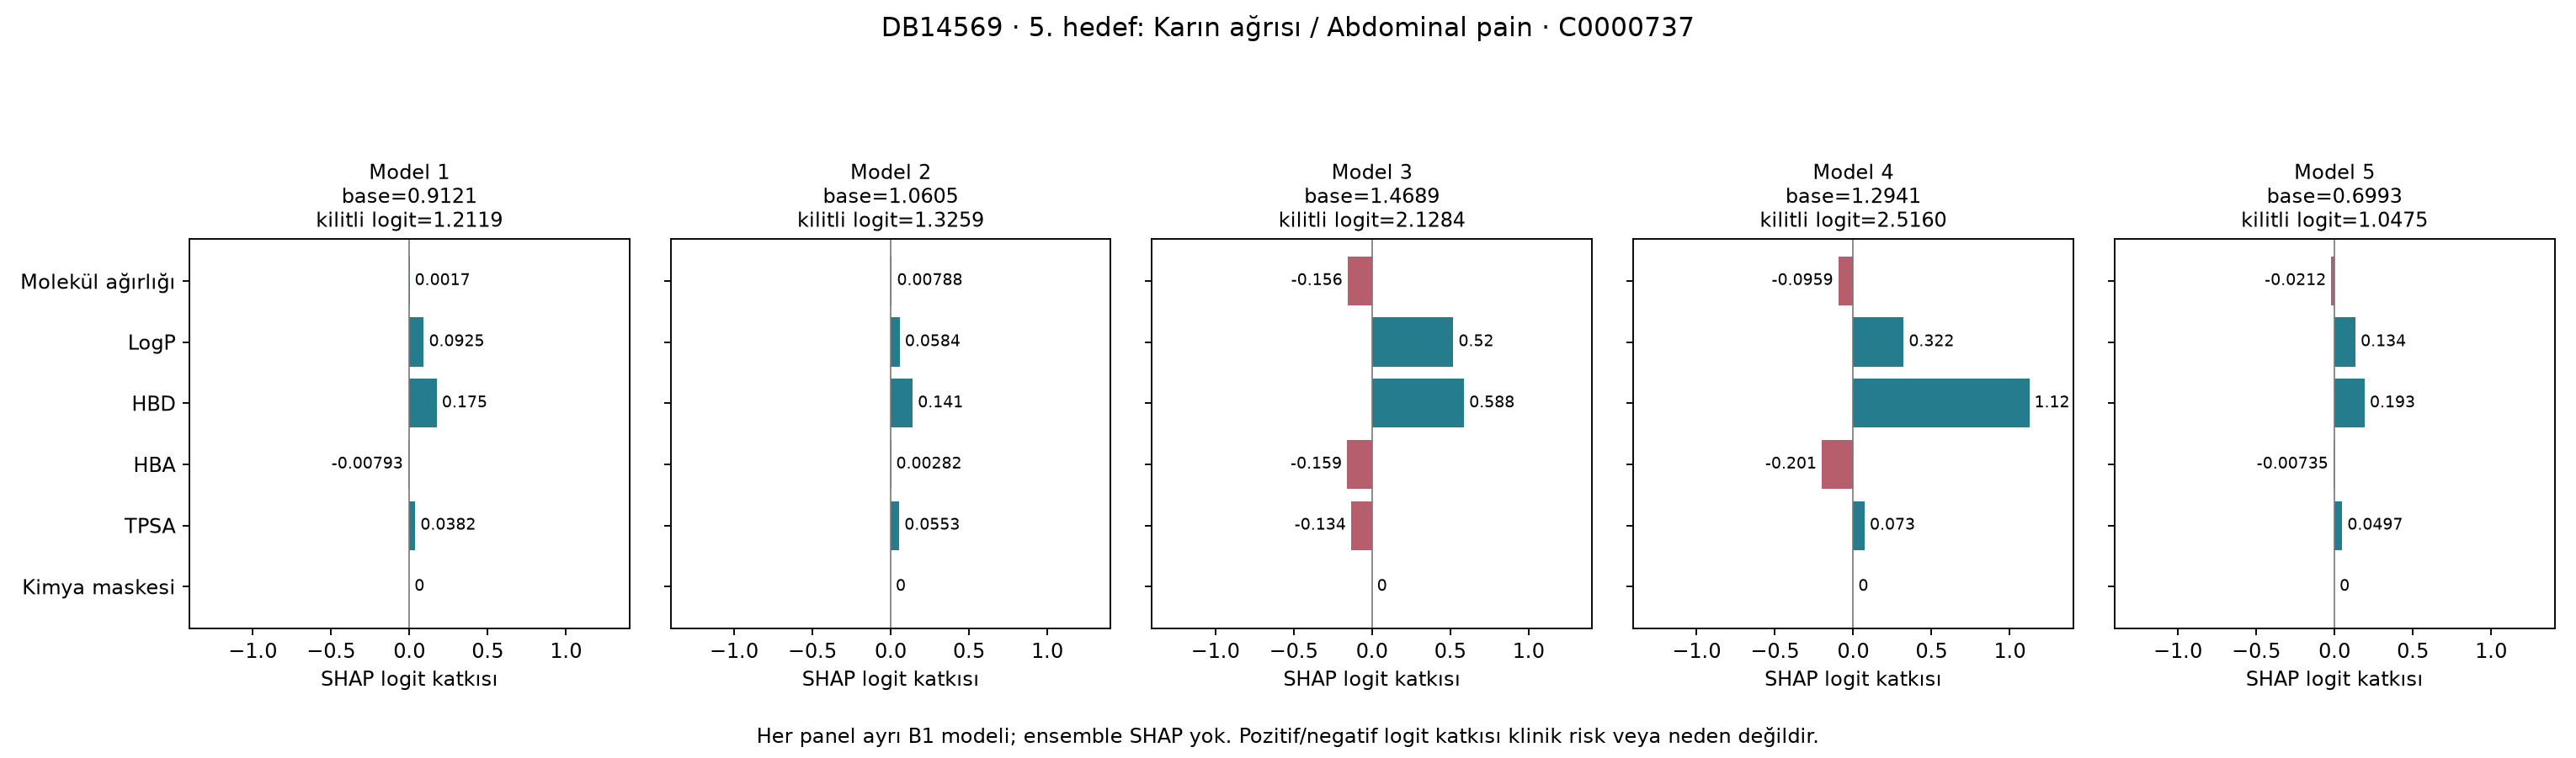 DB14569 · 5. hedef: Karın ağrısı / Abdominal pain · C0000737
Model 1
base=0.9121
kilitli logit=1.2119
Model 2
base=1.0605
kilitli logit=1.3259
Model 3
base=1.4689
kilitli logit=2.1284
Model 4
base=1.2941
kilitli logit=2.5160
Model 5
base=0.6993
kilitli logit=1.0475
Molekül ağırlığı
LogP
HBD
HBA
TPSA
Kimya maskesi
0.0017
0.0925
0.175
-0.00793
0.0382
0
0.00788
0.0584
0.141
0.00282
0.0553
0
-0.156
0.52
0.588
-0.159
-0.134
0
-0.0959
0.322
1.12
-0.201
0.073
0
-0.0212
0.134
0.193
-0.00735
0.0497
0
−1.0 −0.5 0.0 0.5 1.0
−1.0 −0.5 0.0 0.5 1.0
−1.0 −0.5 0.0 0.5 1.0
−1.0 −0.5 0.0 0.5 1.0
−1.0 −0.5 0.0 0.5 1.0
SHAP logit katkısı
SHAP logit katkısı
SHAP logit katkısı
SHAP logit katkısı
SHAP logit katkısı
Her panel ayrı B1 modeli; ensemble SHAP yok. Pozitif/negatif logit katkısı klinik risk veya neden değildir.